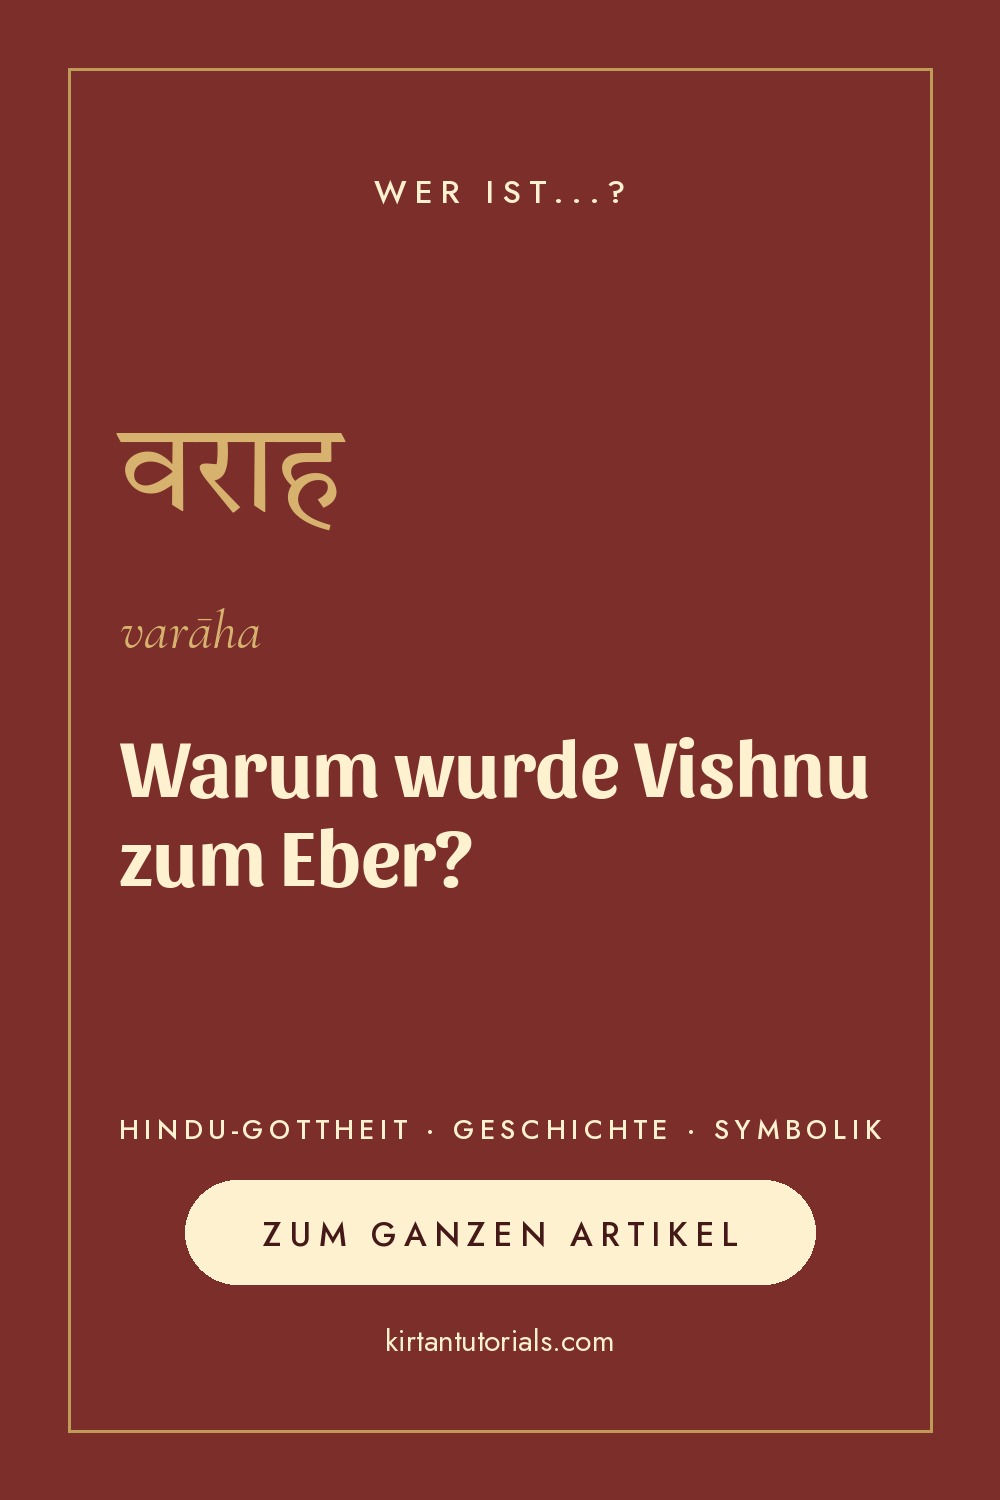 WER IST...?
वराह
varāha
Warum wurde Vishnu
zum Eber?
HINDU-GOTTHEIT · GESCHICHTE · SYMBOLIK
ZUM GANZEN ARTIKEL
kirtantutorials.com